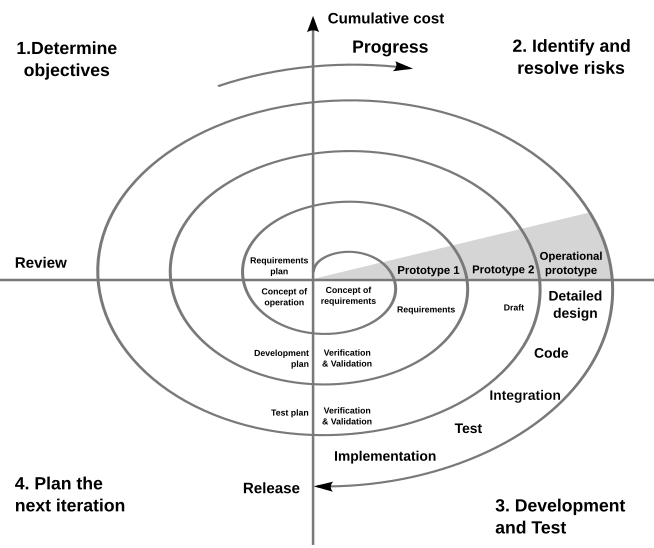 Cumulative cost
Progress
1.Determine
objectives
2. Identify and
resolve risks
Review
Requirements
plan
Prototype 1
Prototype 2
Operational
prototype
Concept of
operation
Concept of
requirements
Requirements
Draft
Detailed
design
Development
plan
Verification
& Validation
Code
Integration
Test plan
Verification
& Validation
Test
Implementation
Release
4. Plan the
next iteration
3. Development
and Test